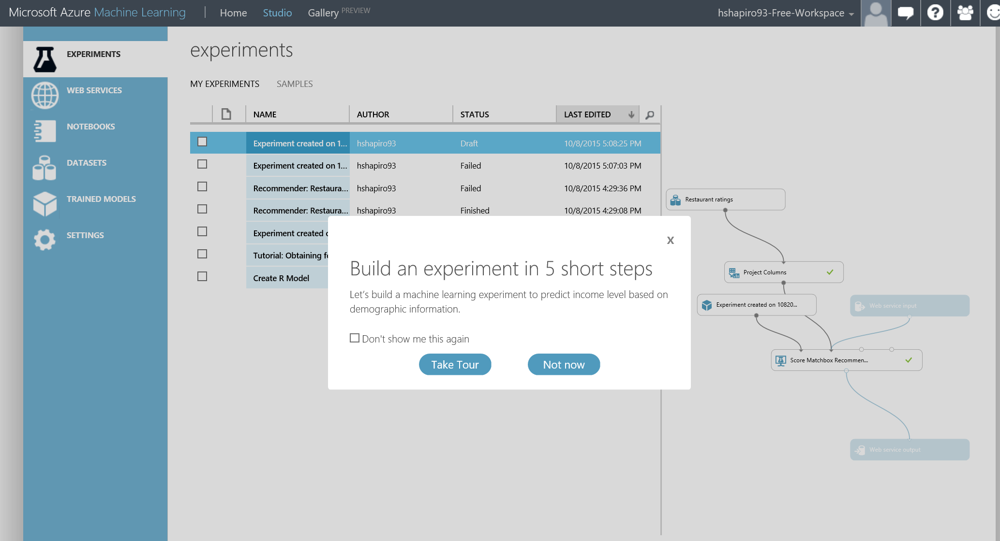 Microsoft Azure Machine Learning | Home Studio Gallery PREVIEW hshapiro93-Free-Workspace
EXPERIMENTS
WEB SERVICES
NOTEBOOKS
DATASETS
TRAINED MODELS
SETTINGS
experiments
MY EXPERIMENTS SAMPLES
NAME AUTHOR STATUS LAST EDITED
Experiment created on 1... hshapiro93 Draft 10/8/2015 5:08:25 PM
Experiment created on 1... hshapiro93 Failed 10/8/2015 5:07:03 PM
Recommender: Restaura... hshapiro93 Failed 10/8/2015 4:29:36 PM
Recommender: Restaura... hshapiro93 Finished 10/8/2015 4:29:08 PM
Experiment created
Tutorial: Obtaining
Create R Model
X
Build an experiment in 5 short steps
Let’s build a machine learning experiment to predict income level based on
demographic information.
Don't show me this again
Take Tour Not now
Restaurant ratings
Project Columns
Experiment created on 10820...
Web service input
Score Matchbox Recommen...
Web service output